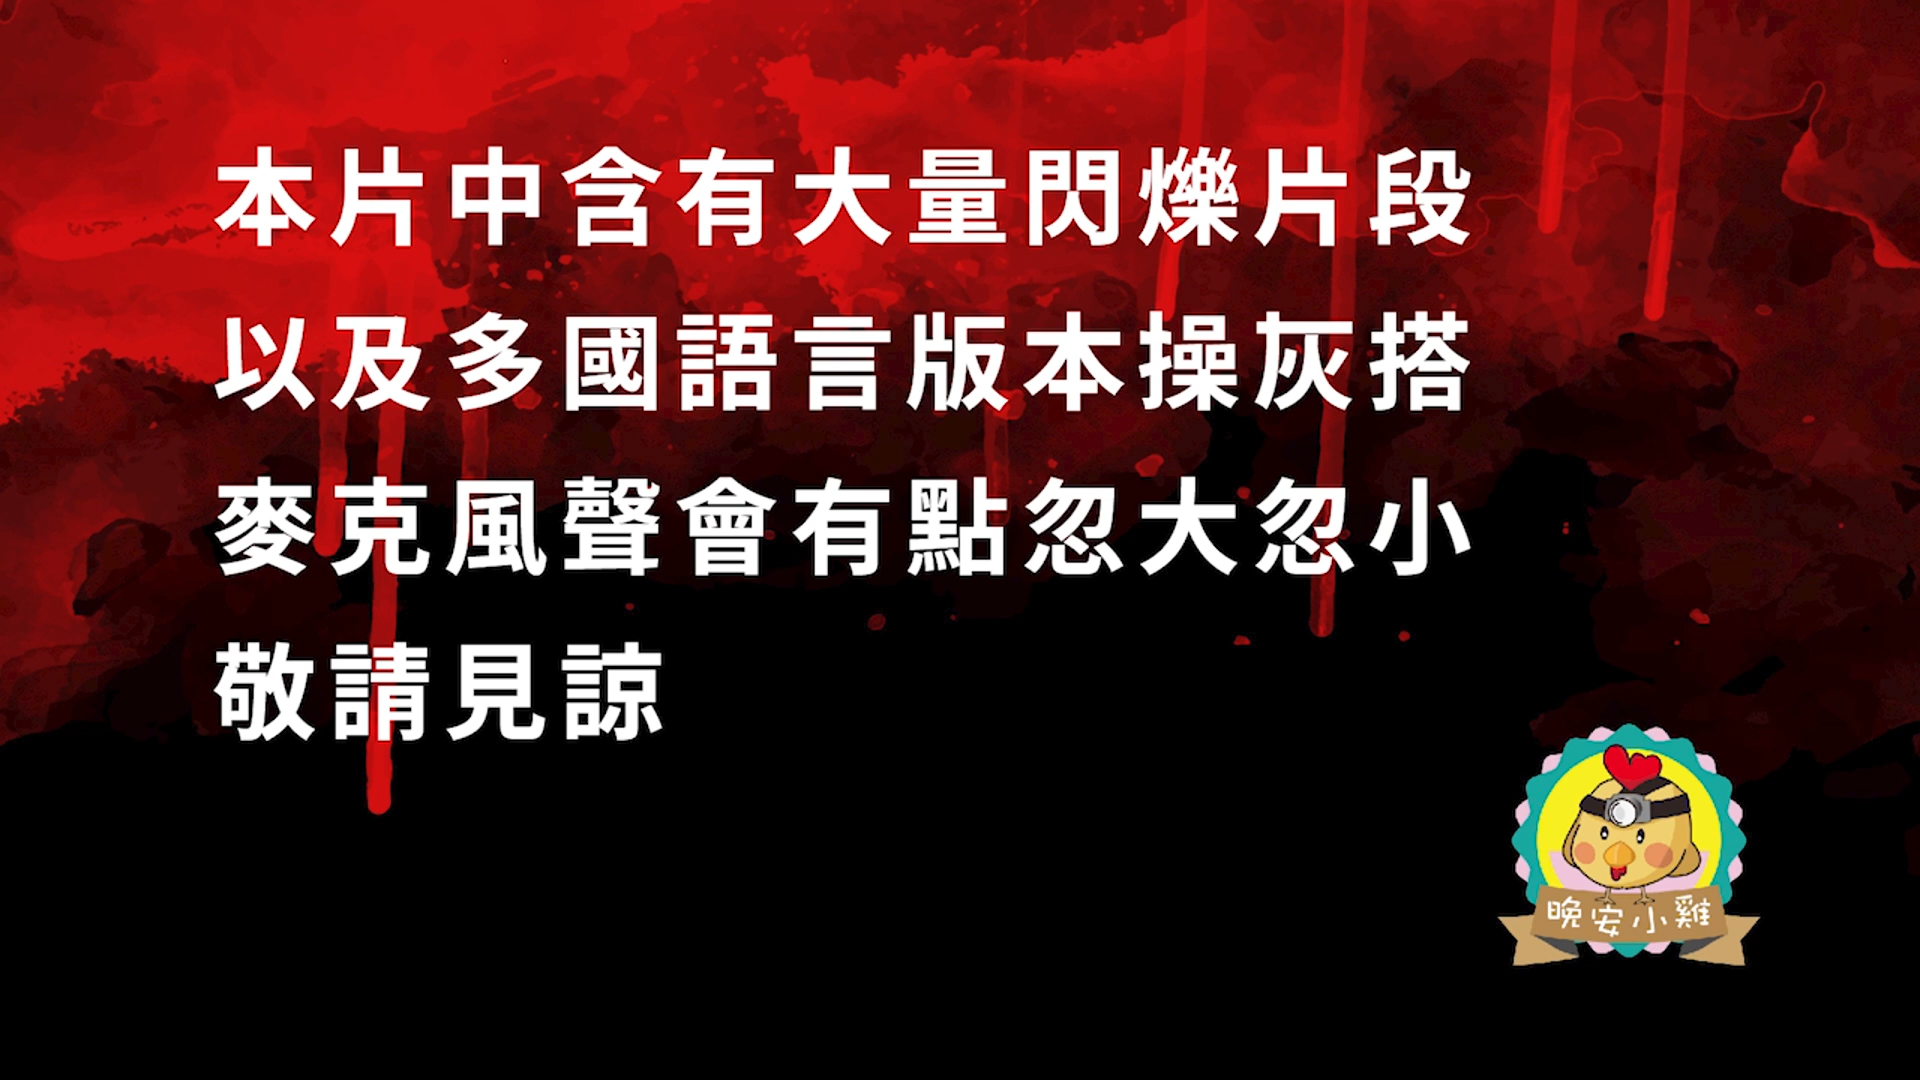 本片中含有大量閃爍片段
以及多國語言版本操灰搭
麥克風聲會有點忽大忽小
敬請見諒
晚安小雞